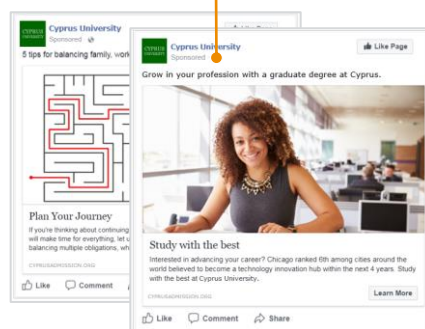 CYPRUS
UNIVERSITY
Cyprus University
Sponsored
5 tips for balancing family, work
Plan Your Journey
If you're thinking about continuing
will make time for everything, let u
balancing multiple obligations, wh
CYPRUSADMISSION.ORG
Like Comment
CYPRUS
UNIVERSITY
Cyprus University
Like Page
Sponsored
Grow in your profession with a graduate degree at Cyprus.
Study with the best
Interested in advancing your career? Chicago ranked 6th among cities around the
world believed to become a technology innovation hub within the next 4 years. Study
with the best at Cyprus University.
CYPRUSADMISSION.ORG
Learn More
Like Comment Share